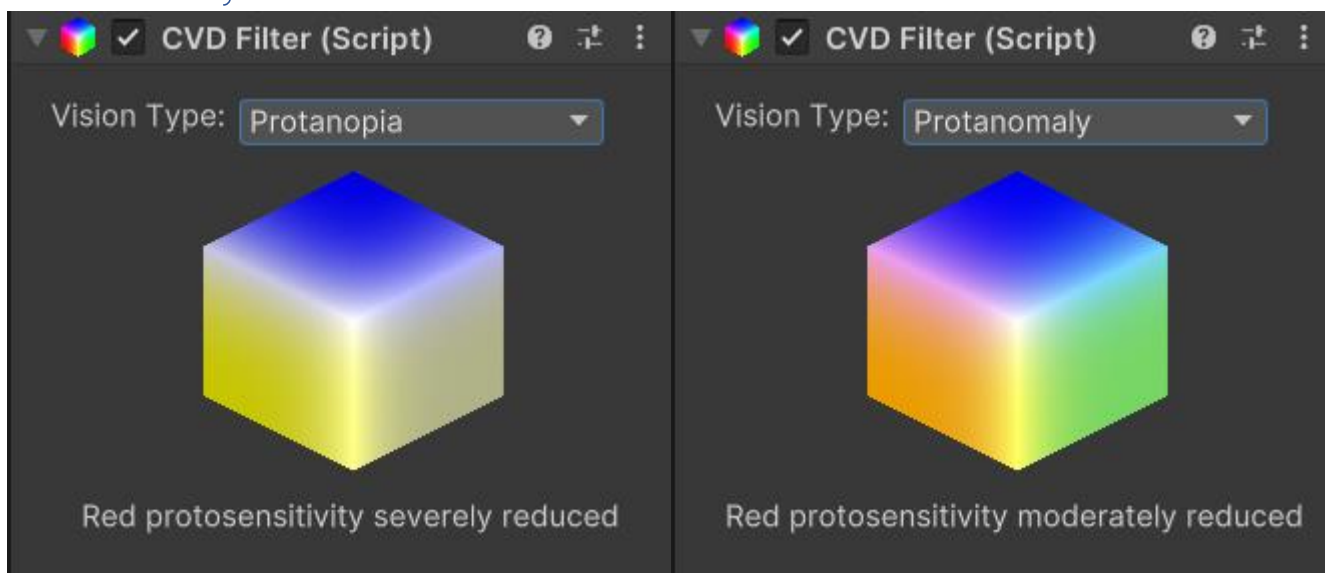 CVD Filter (Script)
Vision Type: Protanopia
Red protosensitivity severely reduced
CVD Filter (Script)
Vision Type: Protanomaly
Red protosensitivity moderately reduced